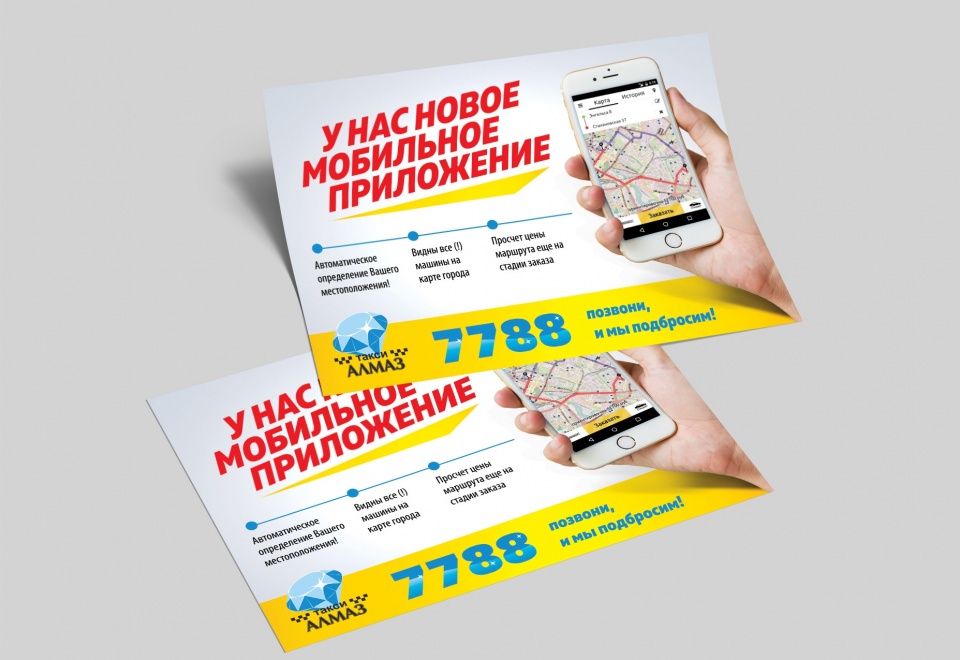 У НАС НОВОЕ
МОБИЛЬНОЕ
ПРИЛОЖЕНИЕ
Карта История
Энгельса 8
Стахановская 37
Заказать
Автоматическое
определение Вашего
местоположения!
Видны все (!)
машины на
карте города
Просчет цены
маршрута еще на
стадии заказа
такси
АЛМАЗ
7788
позвони,
и мы подбросим!
У НАС
МОБИЛЬНОЕ
ПРИЛОЖЕНИЕ
Заказать
Автоматическое
определение Вашего
местоположения!
Видны все (!)
машины на
карте города
Просчет цены
маршрута еще на
стадии заказа
такси
АЛМАЗ
7788
позвони,
и мы подбросим!